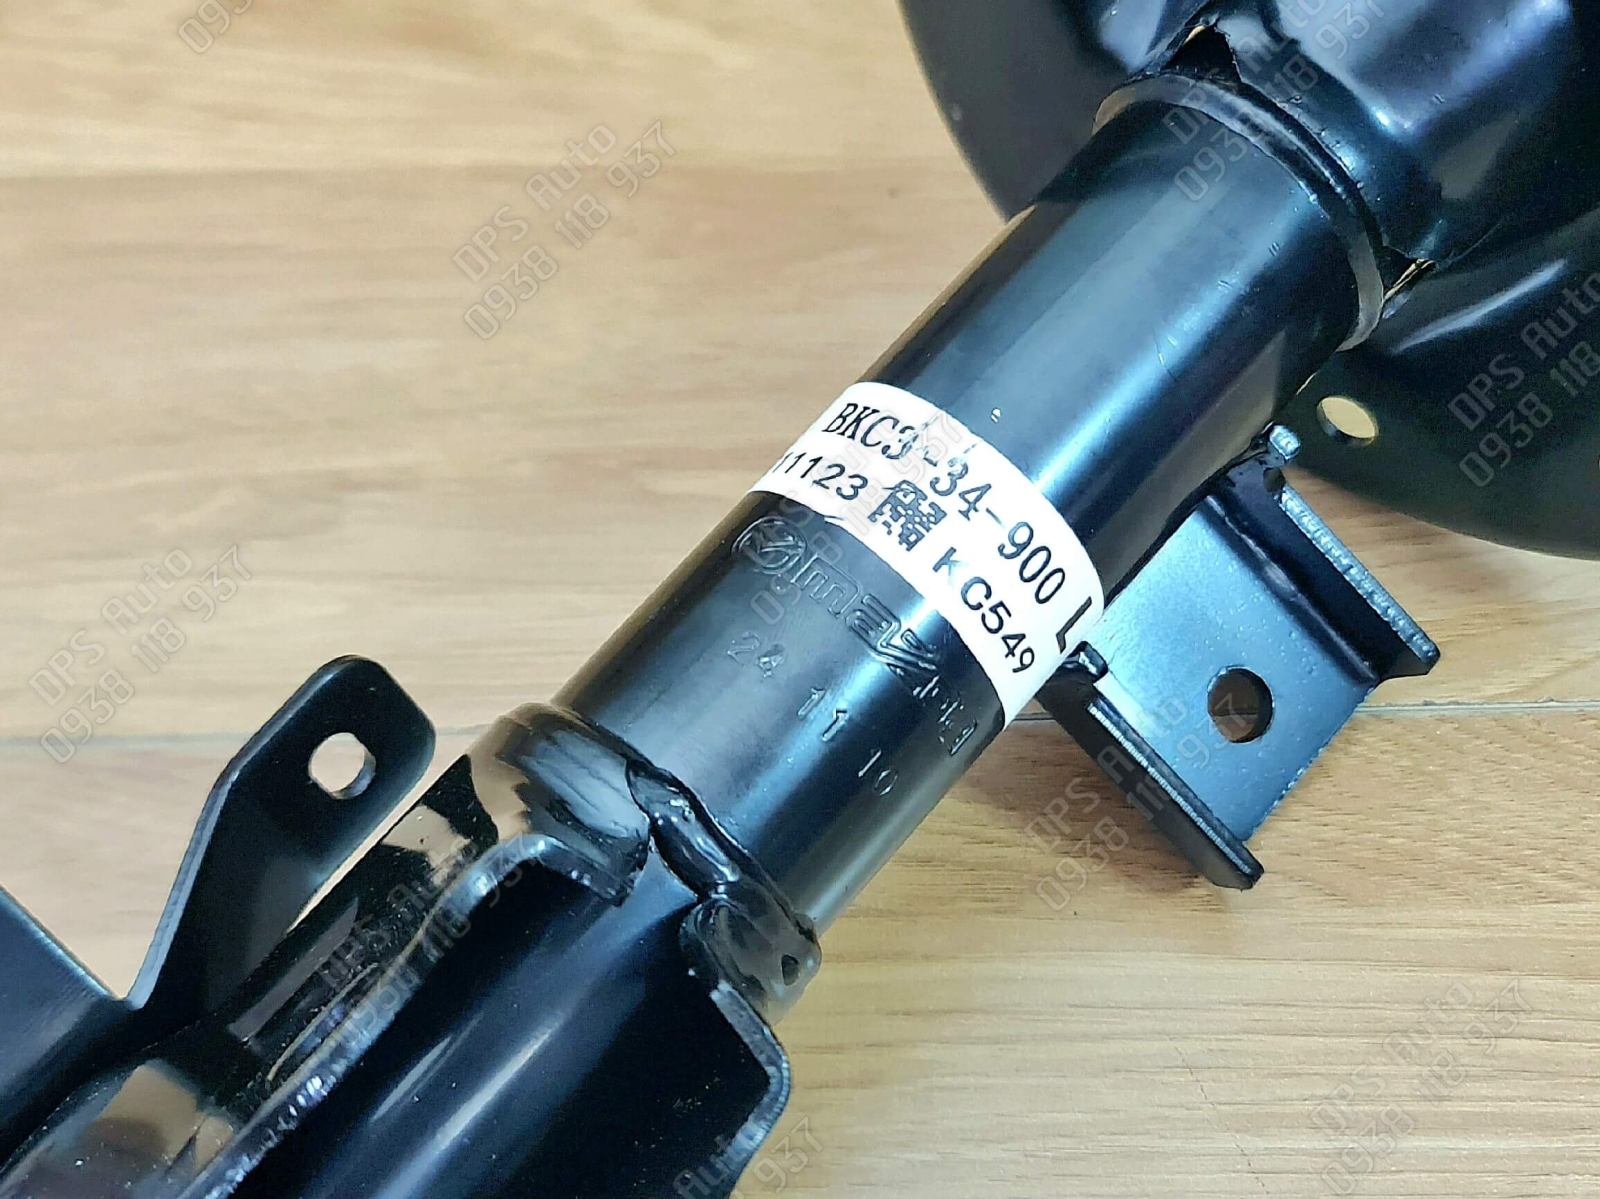 BKC3-34-900 L
11123 KC549
mazda
24 11 10
DPS Auto
0938 118 937